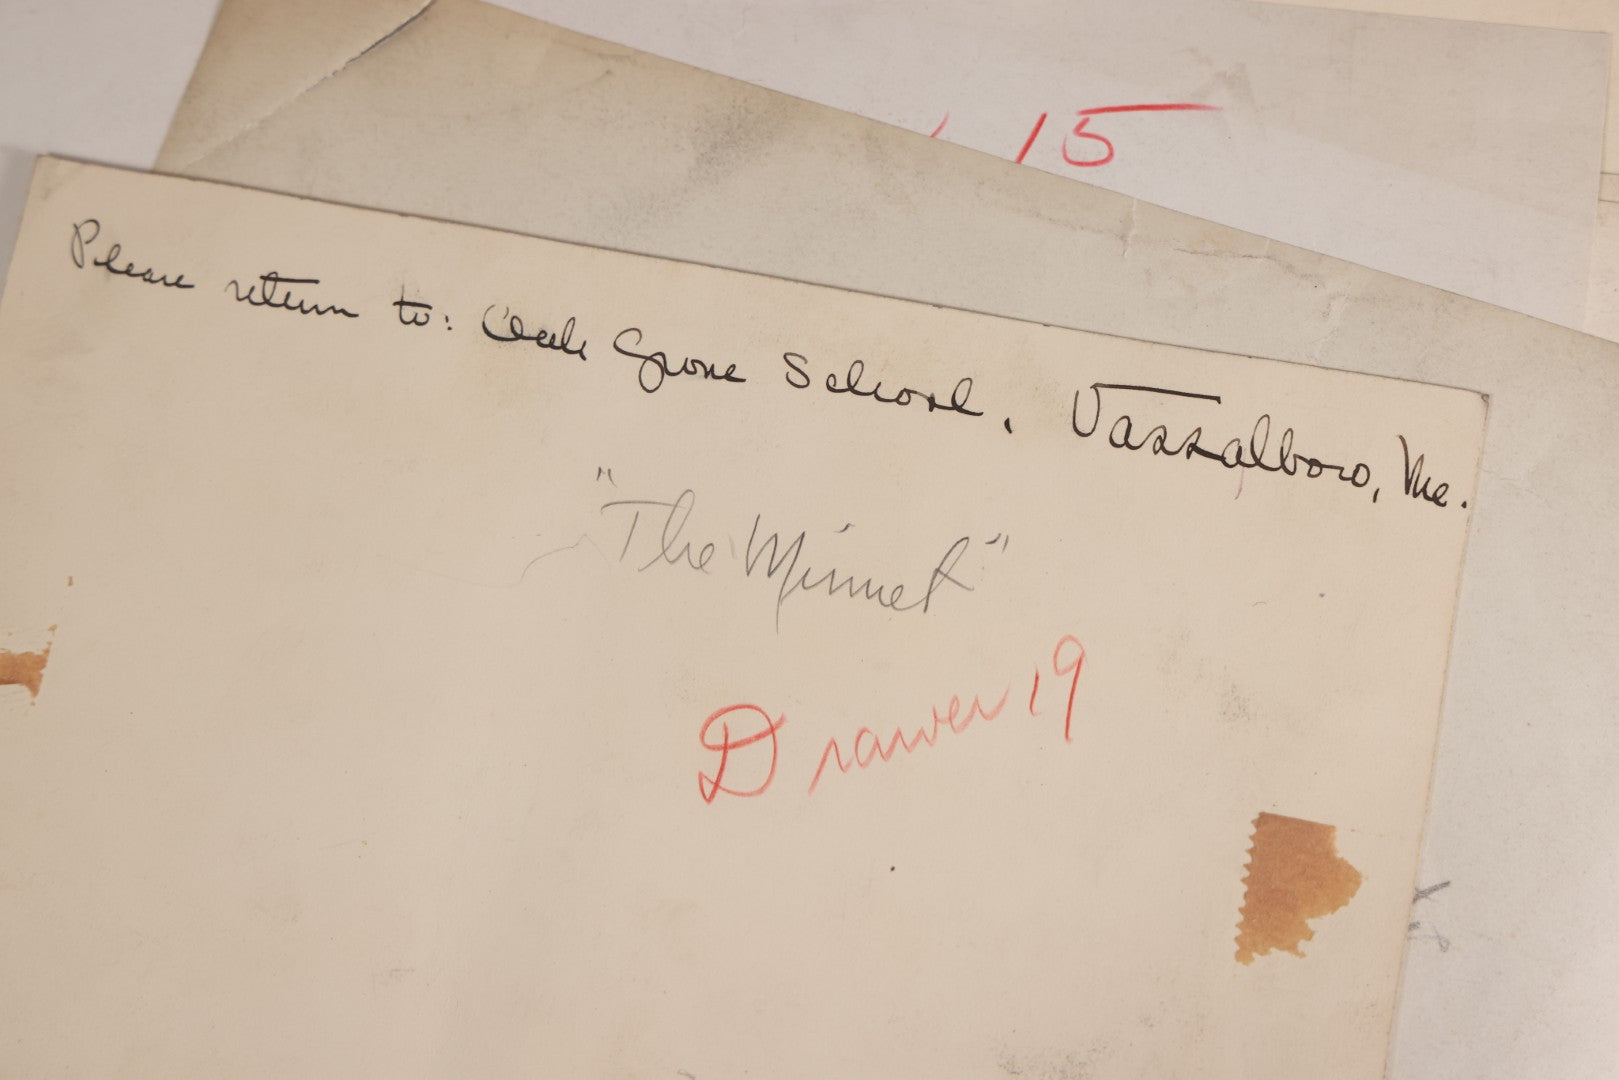 15
Please return to: Oak Grove School, Vassalboro, Me.
"The Minuet"
Drawer 19